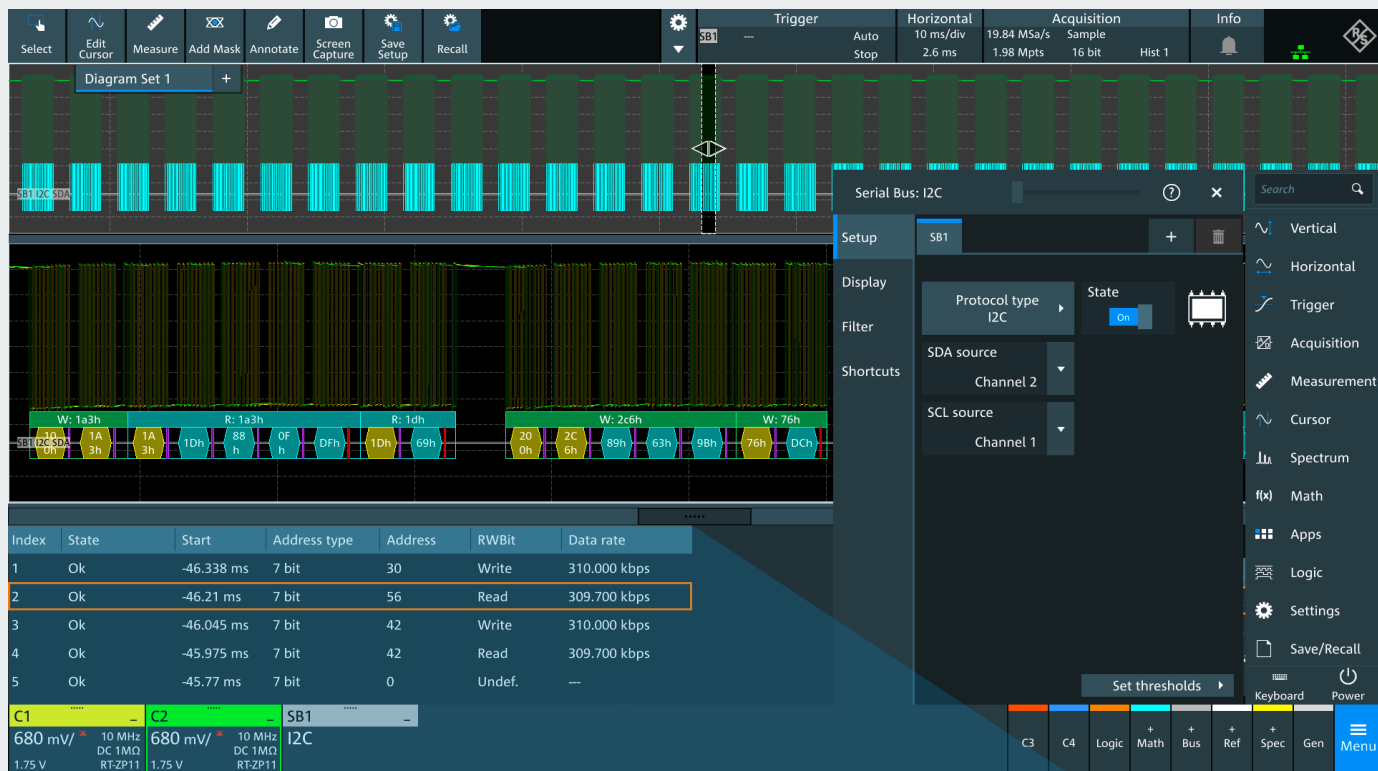 Select
Edit
Cursor
Measure
Add Mask
Annotate
Screen
Capture
Save
Setup
Recall
SB1
Trigger
---
Auto
Stop
Horizontal
10 ms/div
2.6 ms
Acquisition
19.84 MSa/s Sample
1.98 Mpts 16 bit Hist 1
Info
R&S
Diagram Set 1 +
SB1 I2C SDA
W: 1a3h R: 1a3h R: 1dh W: 2c6h W: 76h
SB1 I2C SDA
10
0h
1A
3h
1A
3h
1Dh
88
h
0F
h
DFh
1Dh
69h
20
0h
2C
6h
89h
63h
9Bh
76h
DCh
Index State Start Address type Address RWBit Data rate
1 Ok -46.338 ms 7 bit 30 Write 310.000 kbps
2 Ok -46.21 ms 7 bit 56 Read 309.700 kbps
3 Ok -46.045 ms 7 bit 42 Write 310.000 kbps
4 Ok -45.975 ms 7 bit 42 Read 309.700 kbps
5 Ok -45.77 ms 7 bit 0 Undef. ---
Serial Bus: I2C
?
×
Setup
Display
Filter
Shortcuts
SB1
+
Protocol type
I2C
State
On
SDA source
Channel 2
SCL source
Channel 1
Set thresholds
Search
Vertical
Horizontal
Trigger
Acquisition
Measurement
Cursor
Spectrum
f(x) Math
Apps
Logic
Settings
Save/Recall
Keyboard
Power
C1
680 mV/
10 MHz
DC 1MΩ
1.75 V
RT-ZP11
C2
680 mV/
10 MHz
DC 1MΩ
1.75 V
RT-ZP11
SB1
I2C
C3
C4
Logic
+
Math
+
Bus
+
Ref
+
Spec
Gen
Menu